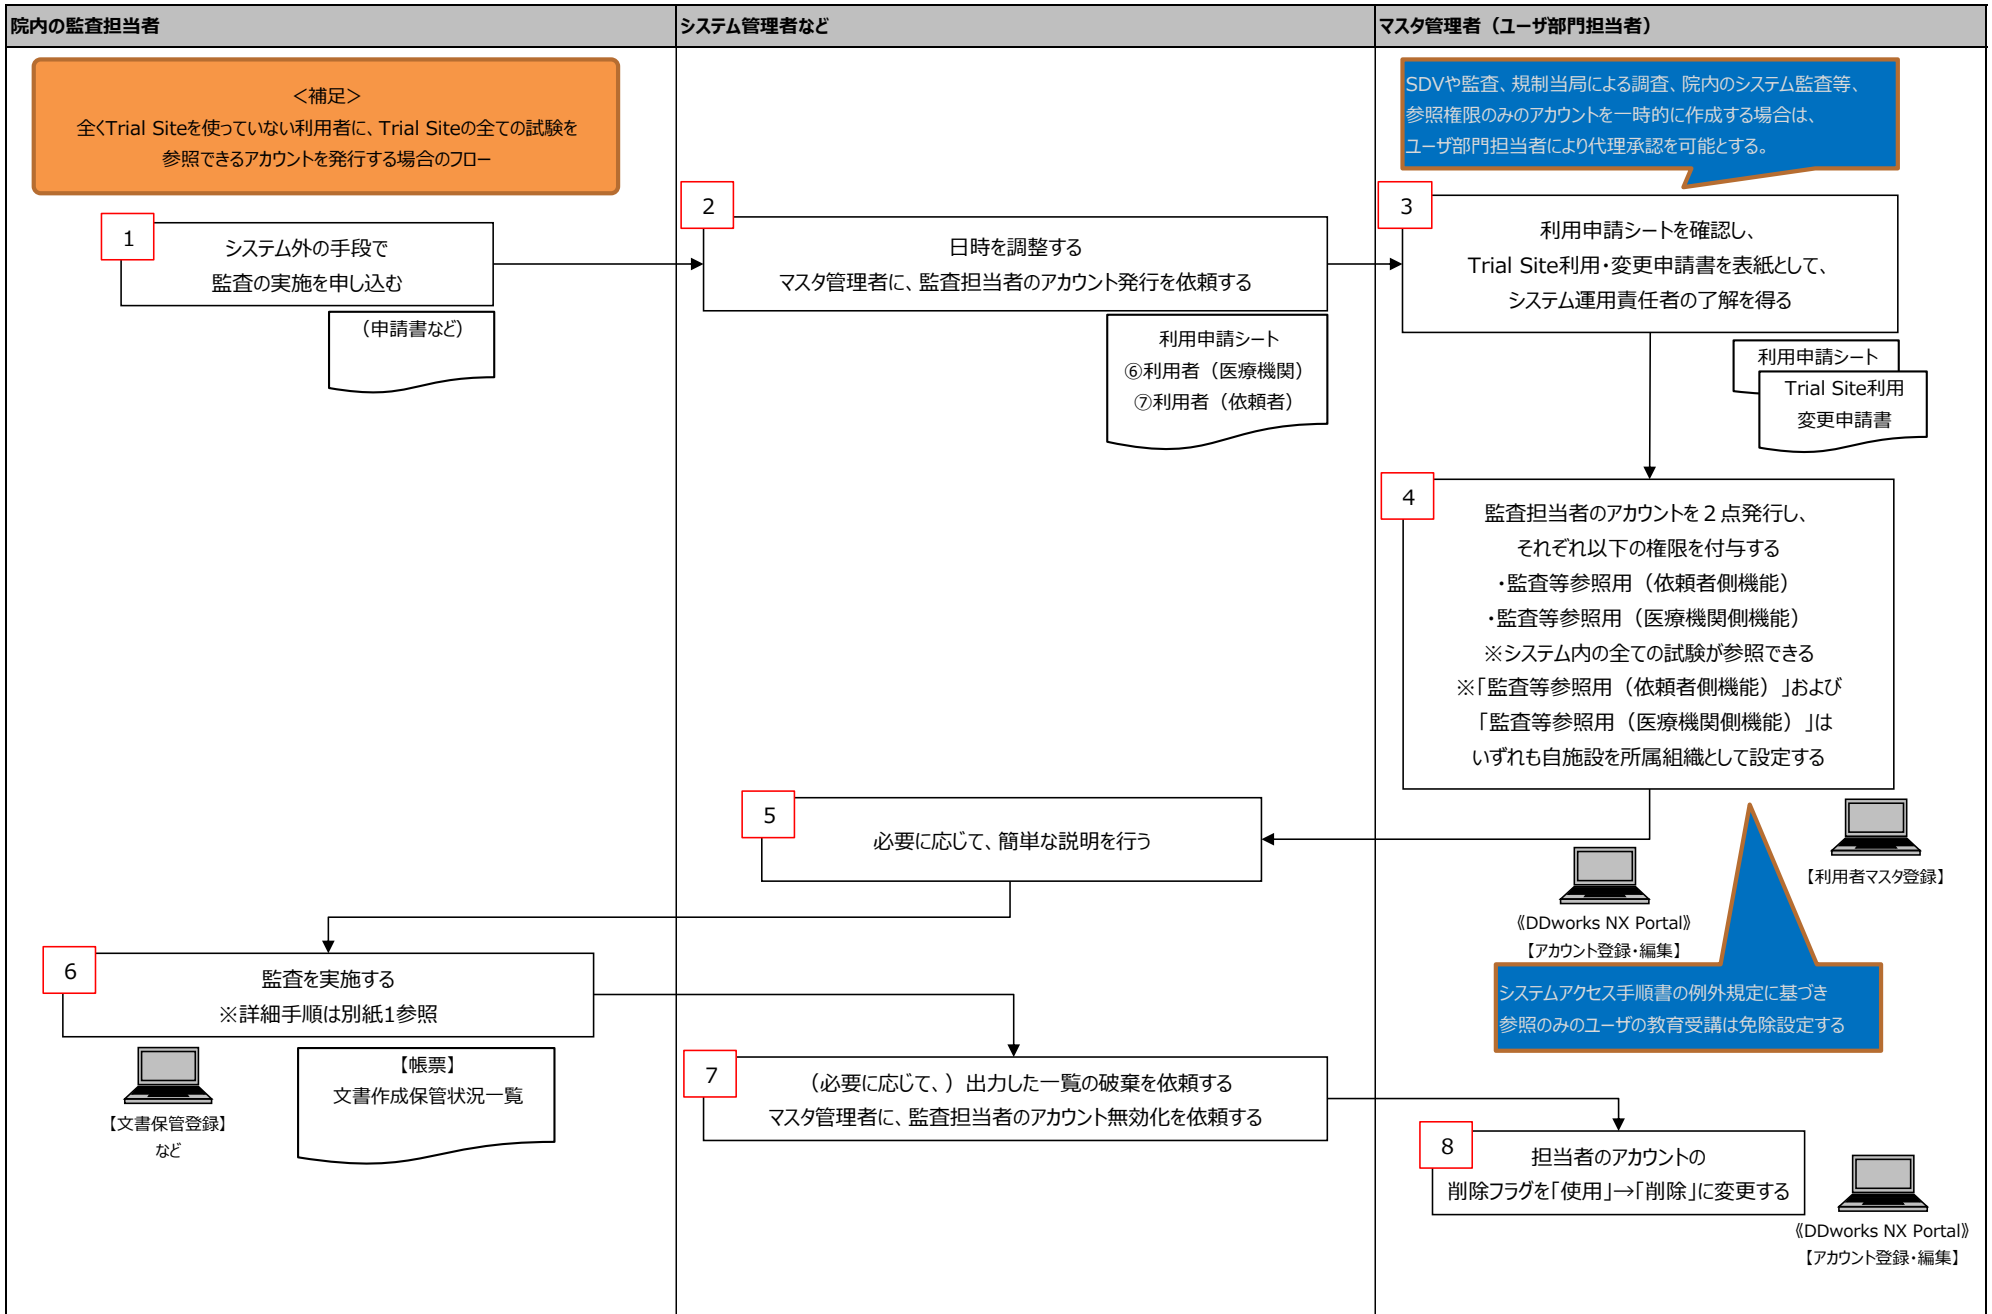 院内の監査担当者
システム管理者など
マスタ管理者（ユーザ部門担当者）
＜補足＞
全くTrial Siteを使っていない利用者に、Trial Siteの全ての試験を
参照できるアカウントを発行する場合のフロー
SDVや監査、規制当局による調査、院内のシステム監査等、
参照権限のみのアカウントを一時的に作成する場合は、
ユーザ部門担当者により代理承認を可能とする。
1
システム外の手段で
監査の実施を申し込む
（申請書など）
2
日時を調整する
マスタ管理者に、監査担当者のアカウント発行を依頼する
利用申請シート
⑥利用者（医療機関）
⑦利用者（依頼者）
3
利用申請シートを確認し、
Trial Site利用・変更申請書を表紙として、
システム運用責任者の了解を得る
利用申請シート
Trial Site利用
変更申請書
4
監査担当者のアカウントを２点発行し、
それぞれ以下の権限を付与する
・監査等参照用（依頼者側機能）
・監査等参照用（医療機関側機能）
※システム内の全ての試験が参照できる
※「監査等参照用（依頼者側機能）」および
「監査等参照用（医療機関側機能）」は
いずれも自施設を所属組織として設定する
【利用者マスタ登録】
《DDworks NX Portal》
【アカウント登録・編集】
システムアクセス手順書の例外規定に基づき
参照のみのユーザの教育受講は免除設定する
5
必要に応じて、簡単な説明を行う
6
監査を実施する
※詳細手順は別紙1参照
【文書保管登録】
など
【帳票】
文書作成保管状況一覧
7
（必要に応じて、）出力した一覧の破棄を依頼する
マスタ管理者に、監査担当者のアカウント無効化を依頼する
8
担当者のアカウントの
削除フラグを「使用」→「削除」に変更する
《DDworks NX Portal》
【アカウント登録・編集】